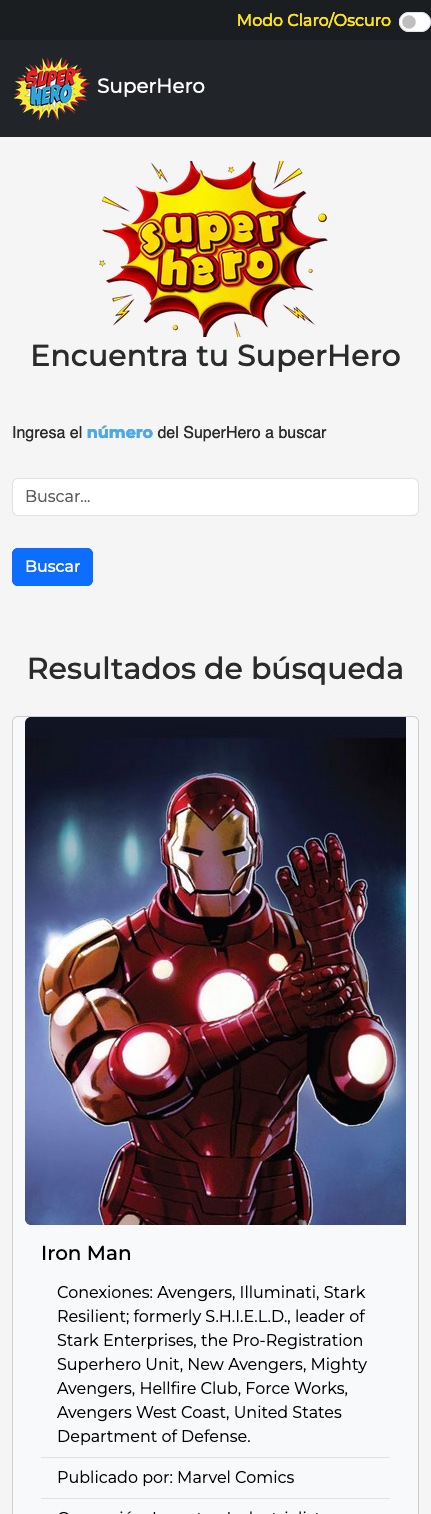 Modo Claro/Oscuro
SUPER
HERO
SuperHero
super
hero
Encuentra tu SuperHero
Ingresa el número del SuperHero a buscar
Buscar...
Buscar
Resultados de búsqueda
Iron Man
Conexiones: Avengers, Illuminati, Stark
Resilient; formerly S.H.I.E.L.D., leader of
Stark Enterprises, the Pro-Registration
Superhero Unit, New Avengers, Mighty
Avengers, Hellfire Club, Force Works,
Avengers West Coast, United States
Department of Defense.
Publicado por: Marvel Comics